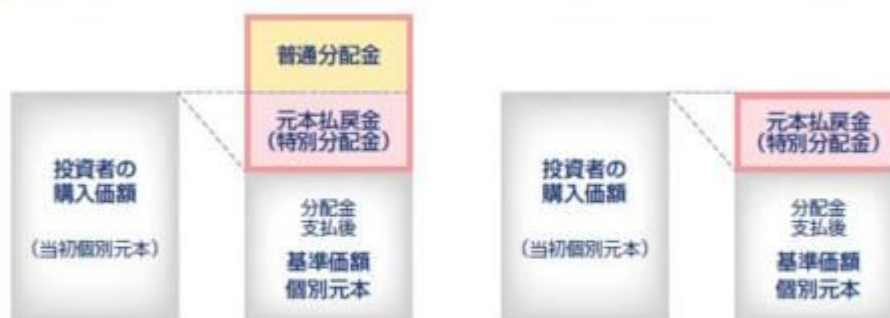 普通分配金
元本払戻金
(特別分配金)
投資者の
購入価額
(当初個別元本)
分配金
支払後
基準価額
個別元本
元本払戻金
(特別分配金)
投資者の
購入価額
(当初個別元本)
分配金
支払後
基準価額
個別元本